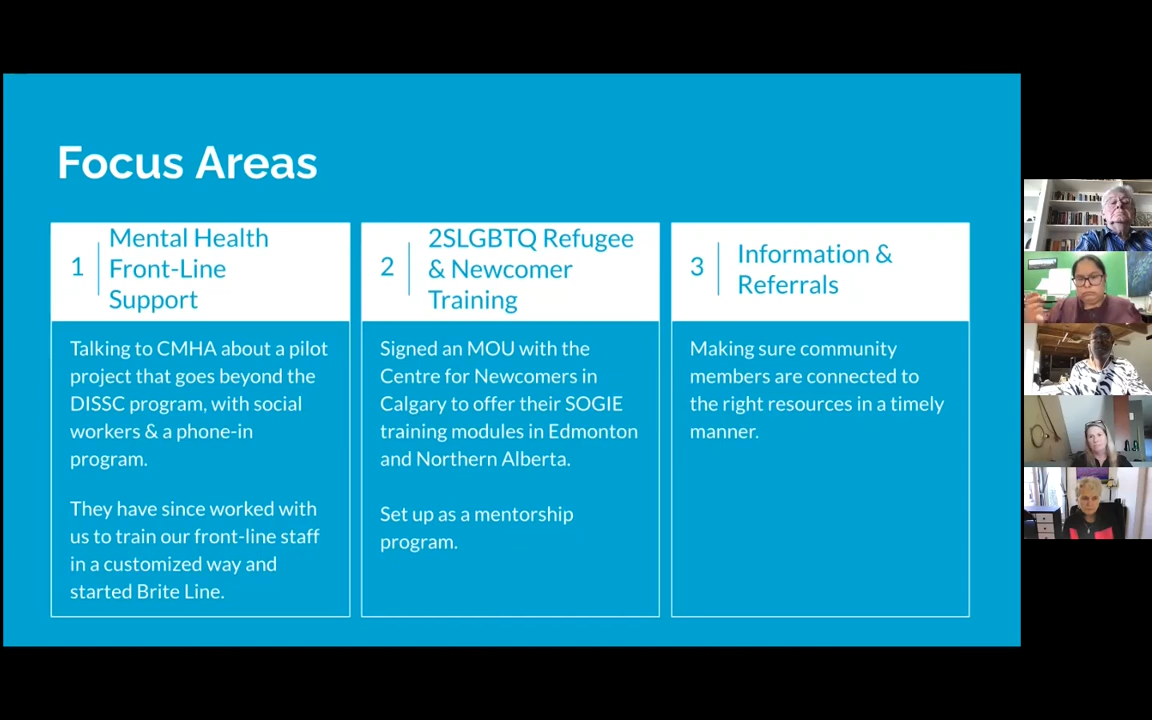 Focus Areas
1
Mental Health
Front-Line
Support
Talking to CMHA about a pilot
project that goes beyond the
DISSC program, with social
workers & a phone-in
program.
They have since worked with
us to train our front-line staff
in a customized way and
started Brite Line.
2
2SLGBTQ Refugee
& Newcomer
Training
Signed an MOU with the
Centre for Newcomers in
Calgary to offer their SOGIE
training modules in Edmonton
and Northern Alberta.
Set up as a mentorship
program.
3
Information &
Referrals
Making sure community
members are connected to
the right resources in a timely
manner.